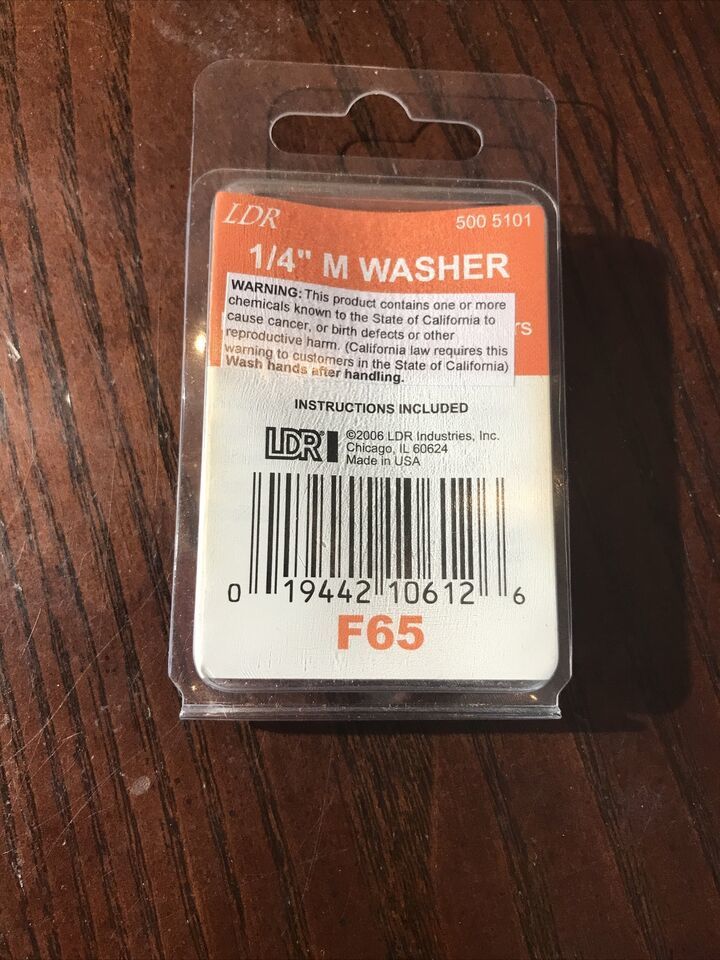 LDR 500 5101
1/4" M WASHER
WARNING: This product contains one or more
chemicals known to the State of California to
cause cancer, or birth defects or other
reproductive harm. (California law requires this
warning to customers in the State of California)
Wash hands after handling.
INSTRUCTIONS INCLUDED
LDR ©2006 LDR Industries, Inc.
Chicago, IL 60624
Made in USA
0 19442 10612 6
F65